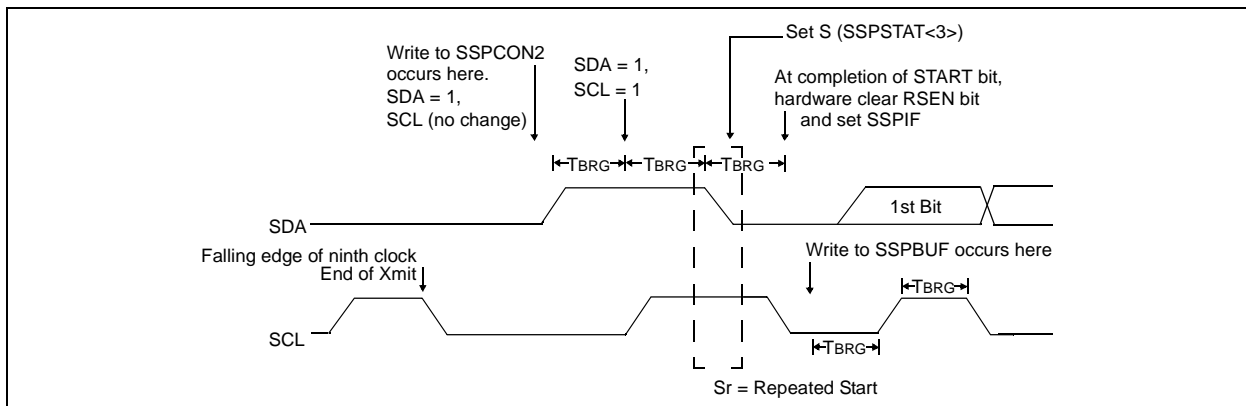 Set S (SSPSTAT<3>)
Write to SSPCON2
occurs here.
SDA = 1,
SCL (no change)
SDA = 1,
SCL = 1
At completion of START bit,
hardware clear RSEN bit
and set SSPIF
TBRG
TBRG
TBRG
SDA
1st Bit
Falling edge of ninth clock
End of Xmit
Write to SSPBUF occurs here
TBRG
SCL
TBRG
Sr = Repeated Start